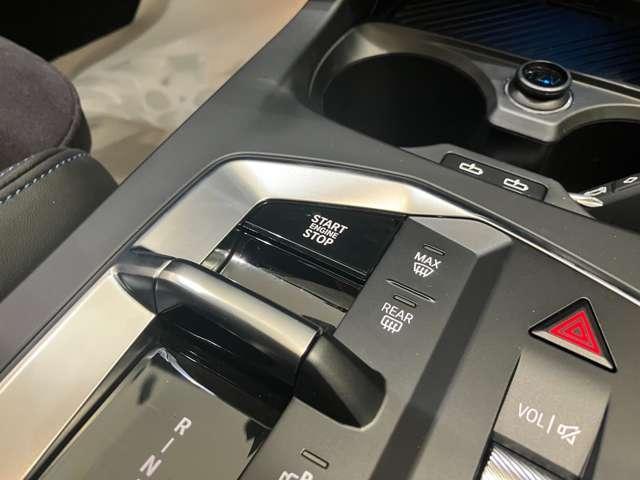 START
ENGINE
STOP
MAX
REAR
VOL
R
N
P